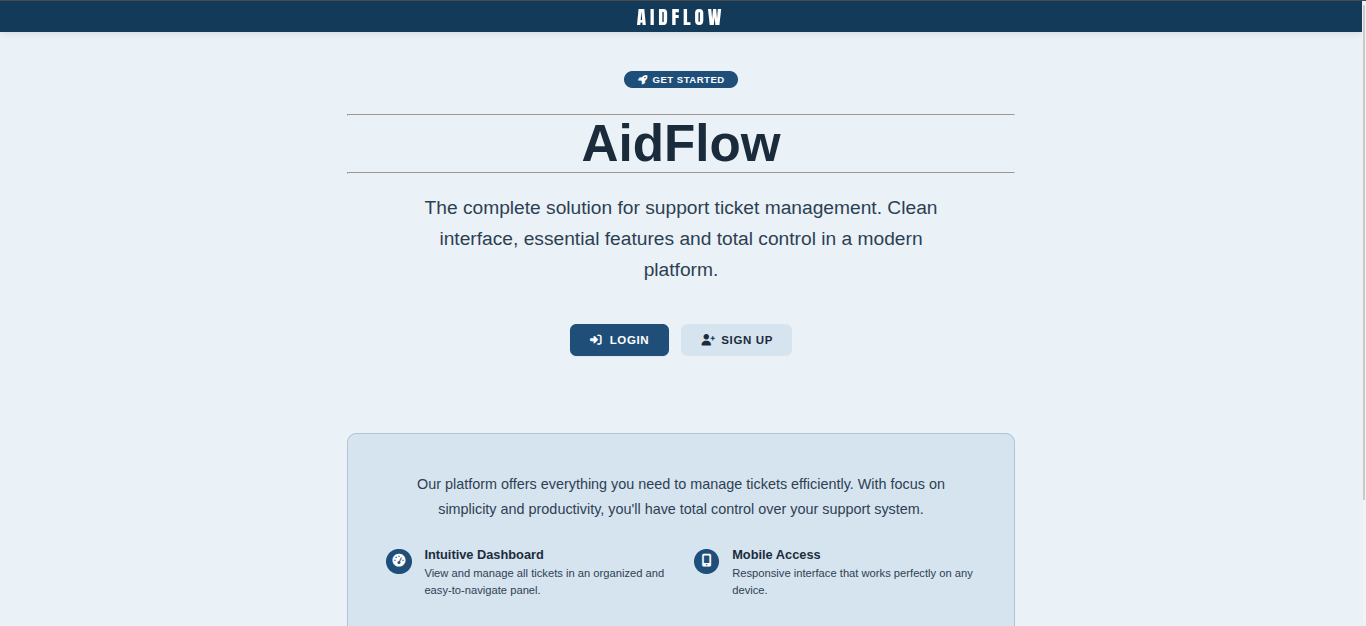 AIDFLOW
GET STARTED
AidFlow
The complete solution for support ticket management. Clean
interface, essential features and total control in a modern
platform.
LOGIN
SIGN UP
Our platform offers everything you need to manage tickets efficiently. With focus on
simplicity and productivity, you'll have total control over your support system.
Intuitive Dashboard
View and manage all tickets in an organized and
easy-to-navigate panel.
Mobile Access
Responsive interface that works perfectly on any
device.